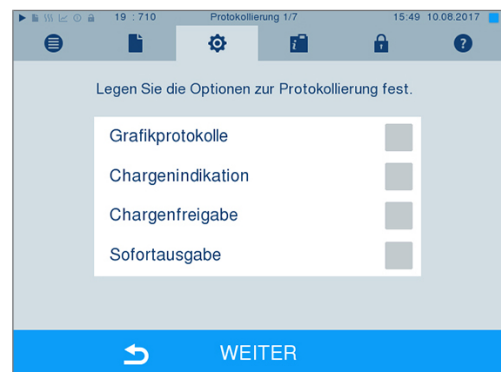 19 : 710 Protokollierung 1/7 15:49 10.08.2017
Legen Sie die Optionen zur Protokollierung fest.
Grafikprotokolle
Chargenindikation
Chargenfreigabe
Sofortausgabe
WEITER